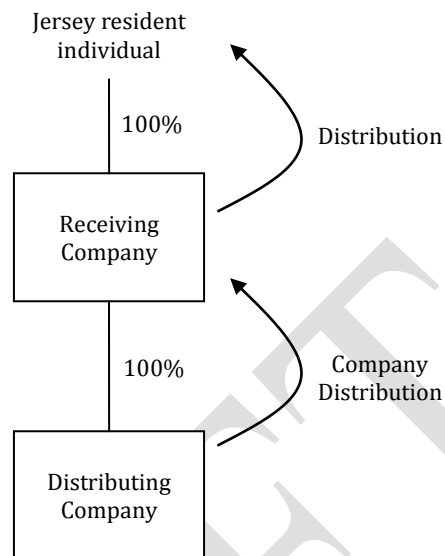 Jersey resident
individual
100%
Distribution
Receiving
Company
100%
Company
Distribution
Distributing
Company